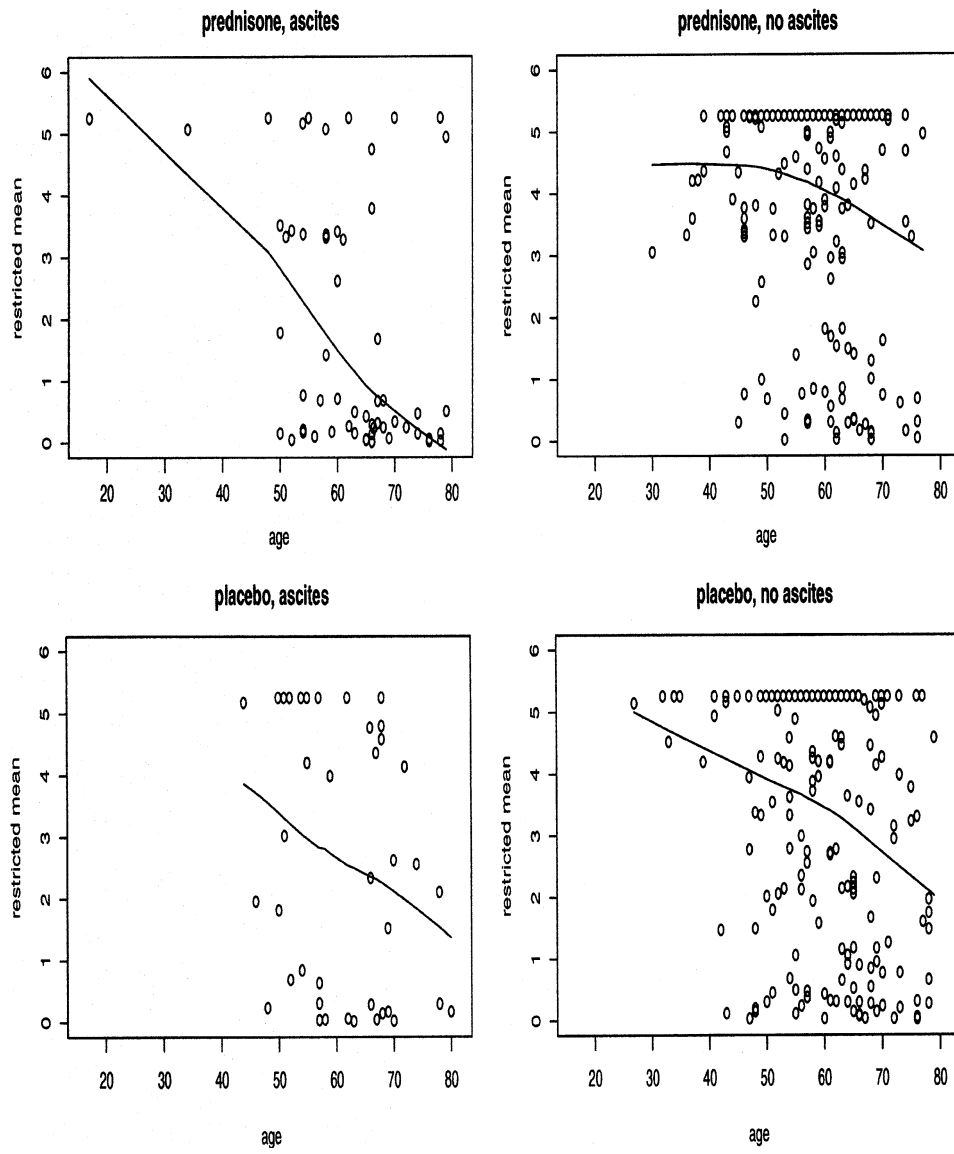 prednisone, ascites
restricted mean
6
5
4
3
2
1
0
20 30 40 50 60 70 80
age
prednisone, no ascites
restricted mean
6
5
4
3
2
1
0
20 30 40 50 60 70 80
age
placebo, ascites
restricted mean
6
5
4
3
2
1
0
20 30 40 50 60 70 80
age
placebo, no ascites
restricted mean
6
5
4
3
2
1
0
20 30 40 50 60 70 80
age